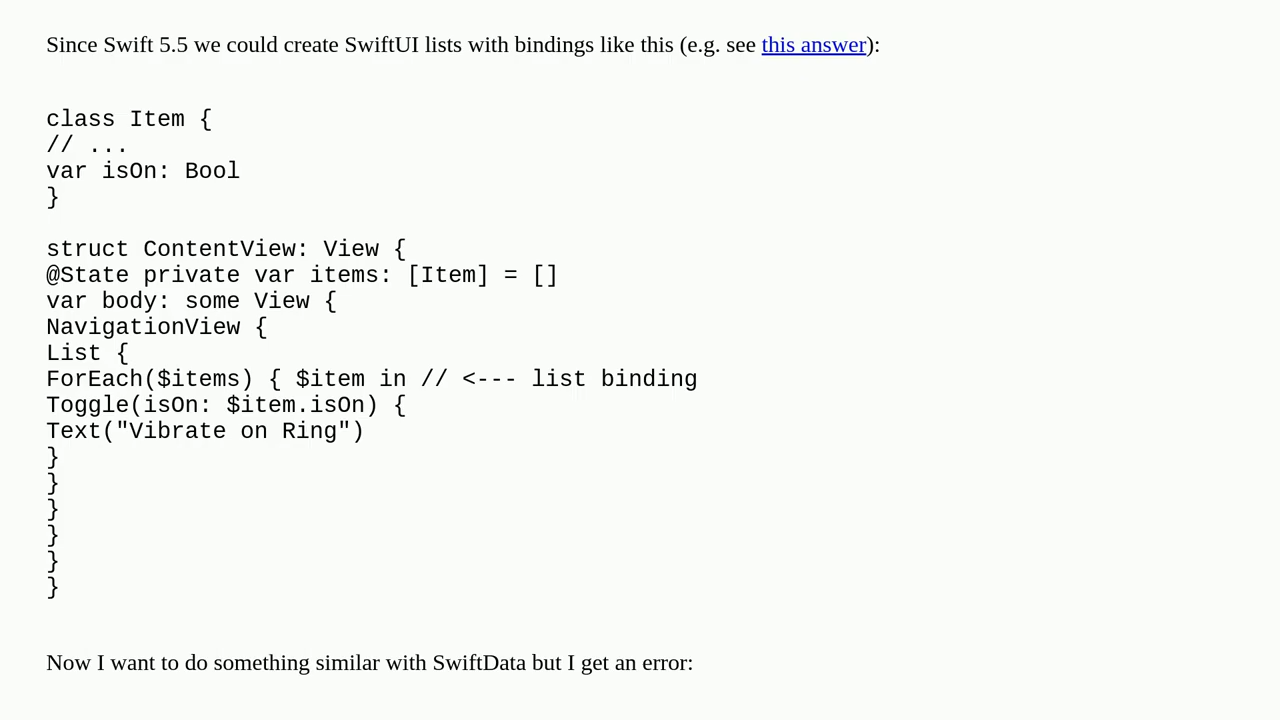 Since Swift 5.5 we could create SwiftUI lists with bindings like this (e.g. see this answer):
class Item {
// ...
var isOn: Bool
}
struct ContentView: View {
@State private var items: [Item] = []
var body: some View {
NavigationView {
List {
ForEach($items) { $item in // <--- list binding
Toggle(isOn: $item.isOn) {
Text("Vibrate on Ring")
}
}
}
}
}
}
Now I want to do something similar with SwiftData but I get an error: